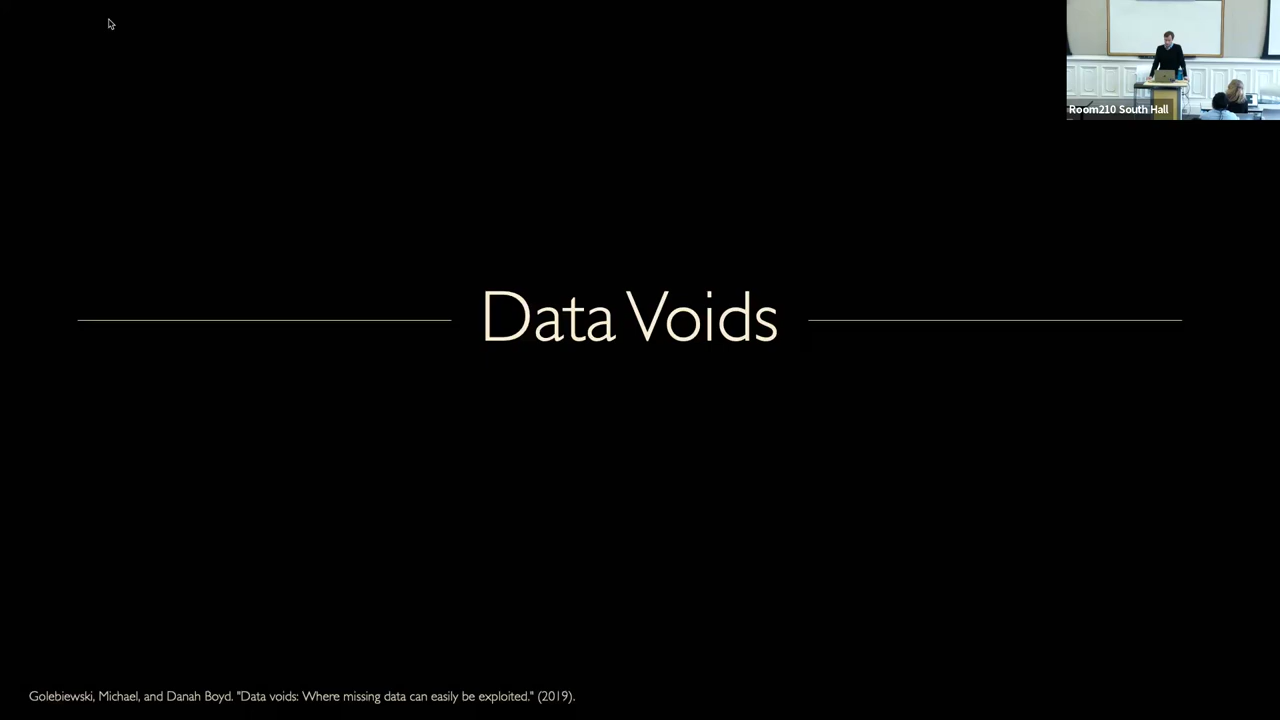 Room210 South Hall
Data Voids
Golebiewski, Michael, and Danah Boyd. "Data voids: Where missing data can easily be exploited." (2019).